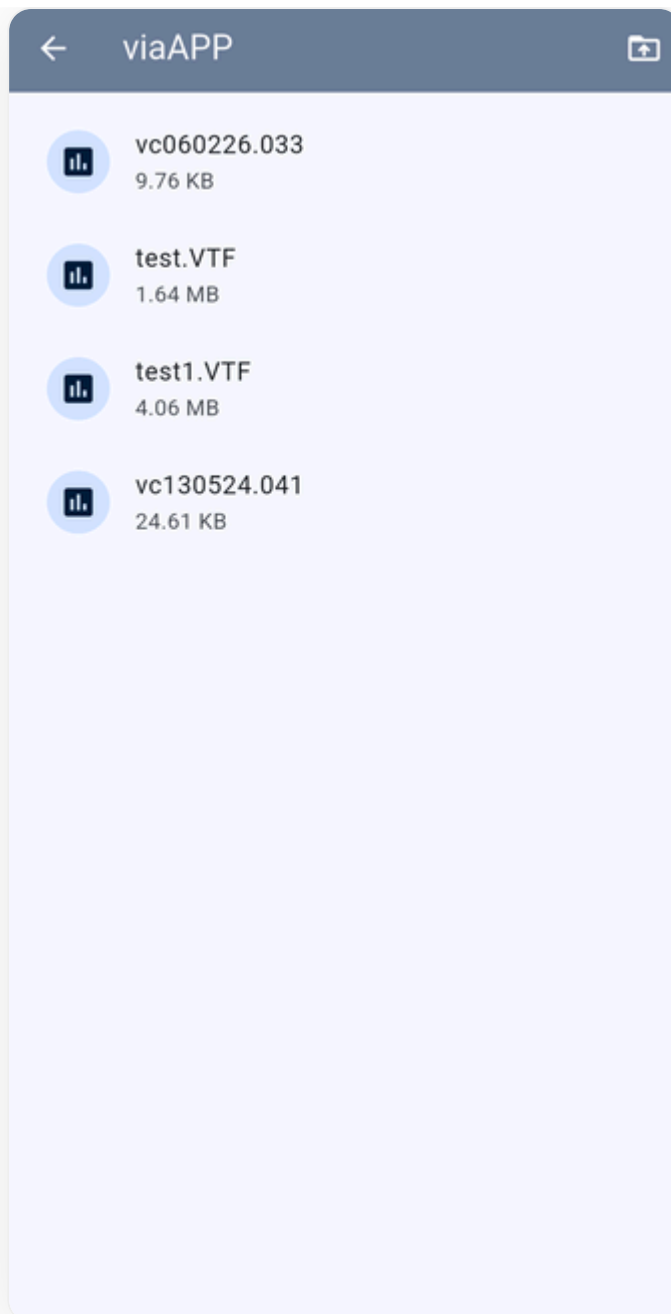 viaAPP
vc060226.033
9.76 KB
test.VTF
1.64 MB
test1.VTF
4.06 MB
vc130524.041
24.61 KB